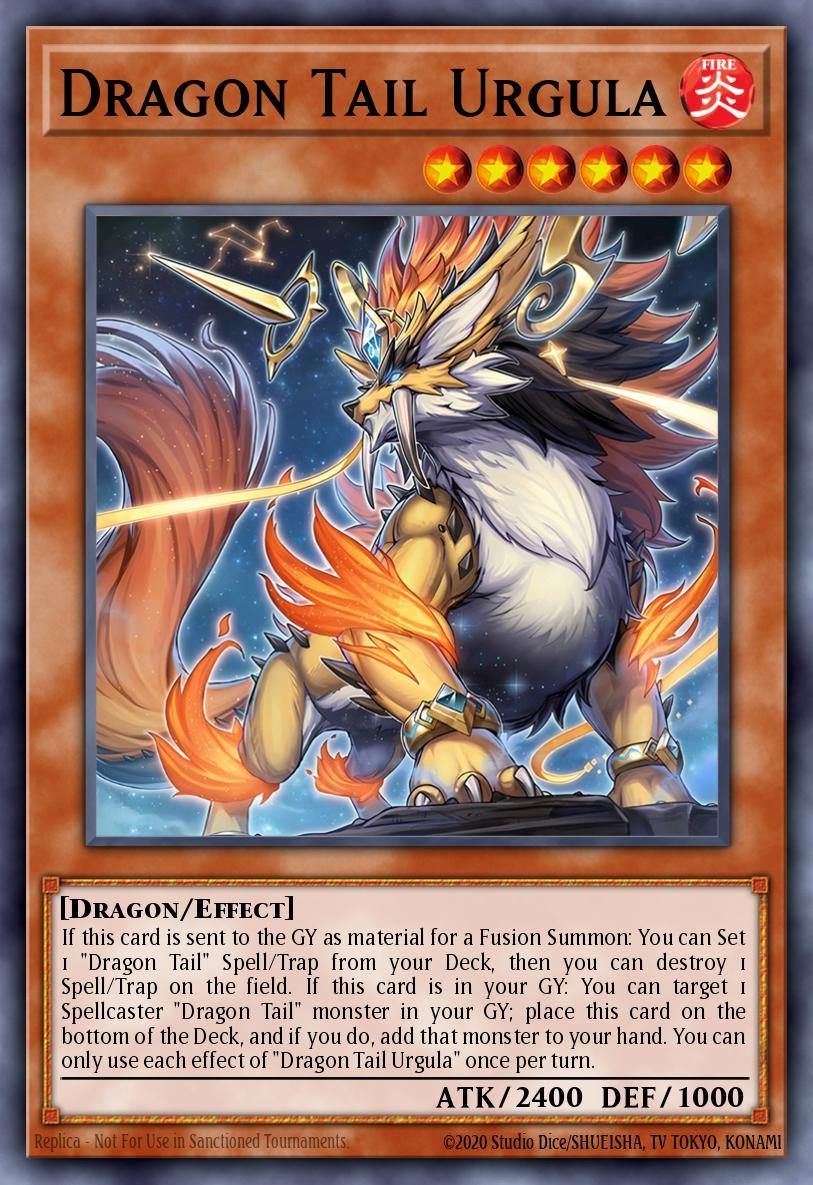 Dragon Tail Urgula
FIRE
炎
[Dragon/Effect]
If this card is sent to the GY as material for a Fusion Summon: You can Set
1 "Dragon Tail" Spell/Trap from your Deck, then you can destroy 1
Spell/Trap on the field. If this card is in your GY: You can target 1
Spellcaster "Dragon Tail" monster in your GY; place this card on the
bottom of the Deck, and if you do, add that monster to your hand. You can
only use each effect of "Dragon Tail Urgula" once per turn.
ATK/2400 DEF/1000
Replica - Not For Use in Sanctioned Tournaments.
©2020 Studio Dice/SHUEISHA, TV TOKYO, KONAMI